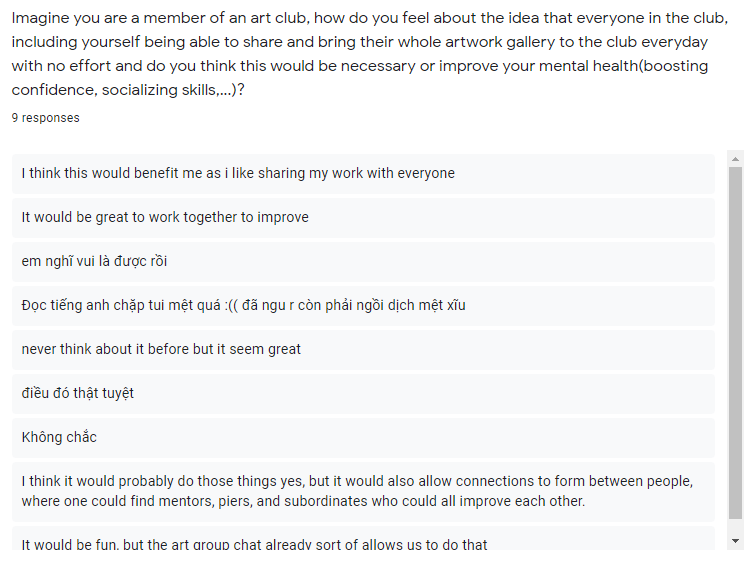 Imagine you are a member of an art club, how do you feel about the idea that everyone in the club,
including yourself being able to share and bring their whole artwork gallery to the club everyday
with no effort and do you think this would be necessary or improve your mental health(boosting
confidence, socializing skills,...)?
9 responses
I think this would benefit me as i like sharing my work with everyone
It would be great to work together to improve
em nghĩ vui là được rồi
Đọc tiếng anh chặp tui mệt quá :(( đã ngu r còn phải ngồi dịch mệt xĩu
never think about it before but it seem great
điều đó thật tuyệt
Không chắc
I think it would probably do those things yes, but it would also allow connections to form between people,
where one could find mentors, piers, and subordinates who could all improve each other.
It would be fun, but the art group chat already sort of allows us to do that